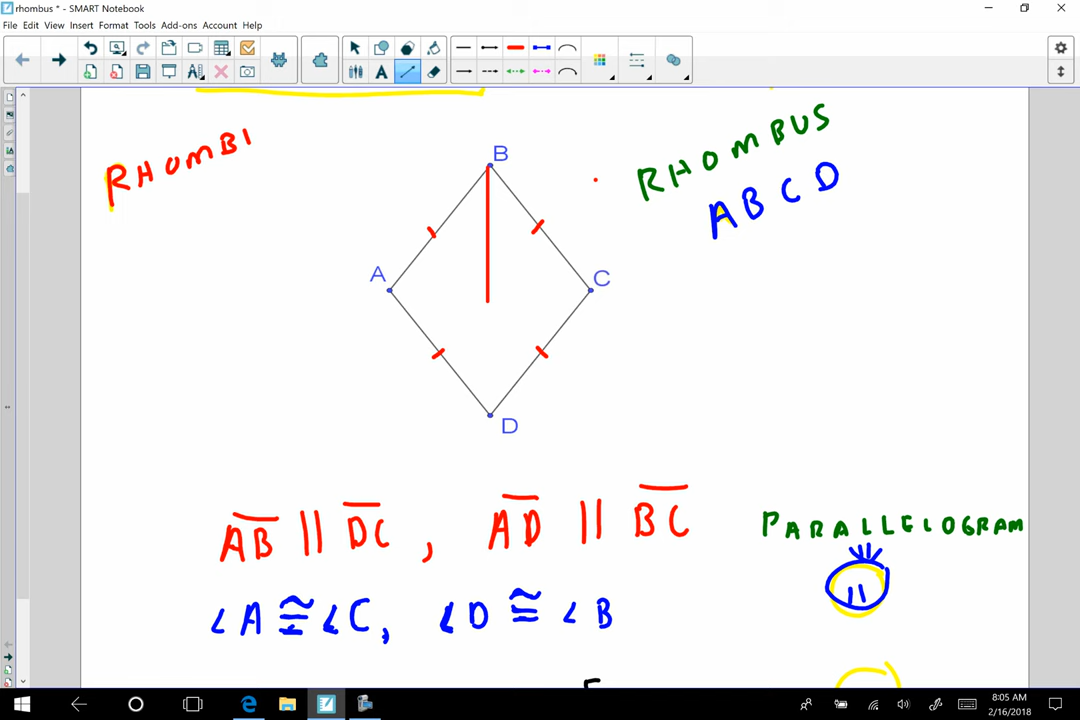 rhombus * - SMART Notebook
File Edit View Insert Format Tools Add-ons Account Help
RHOMBI
RHOMBUS
ABCD
B
A
C
D
AB || DC , AD || BC
PARALLELOGRAM
∠A ≅ ∠C, ∠D ≅ ∠B
8:05 AM
2/16/2018